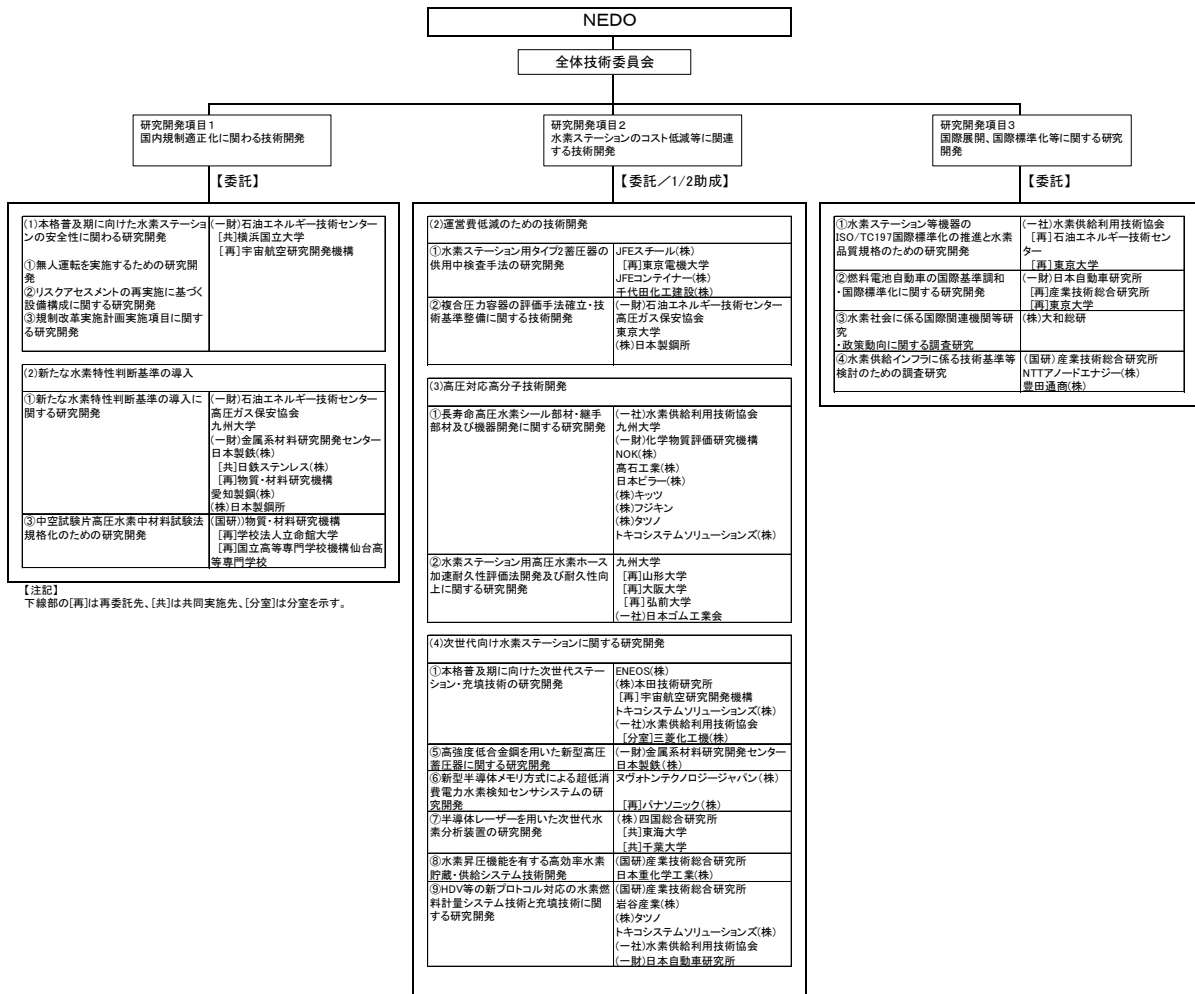 NEDO
全体技術委員会
研究開発項目1
国内規制適正化に関わる技術開発
【委託】
(1)本格普及期に向けた水素ステーショ
ンの安全性に関わる研究開発
①無人運転を実施するための研究開
発
②リスクアセスメントの再実施に基づく
設備構成に関する研究開発
③規制改革実施計画実施項目に関す
る研究開発
(一財)石油エネルギー技術センター
[共]横浜国立大学
[再]宇宙航空研究開発機構
(2)新たな水素特性判断基準の導入
①新たな水素特性判断基準の導入に
関する研究開発
(一財)石油エネルギー技術センター
高圧ガス保安協会
九州大学
(一財)金属系材料研究開発センター
日本製鉄(株)
[共]日鉄ステンレス(株)
[再]物質・材料研究機構
愛知製鋼(株)
(株)日本製鋼所
③中空試験片高圧水素中材料試験法
規格化のための研究開発
(国研))物質・材料研究機構
[再]学校法人立命館大学
[再]国立高等専門学校機構仙台高
等専門学校
【注記】
下線部の[再]は再委託先、[共]は共同実施先、[分室]は分室を示す。
研究開発項目2
水素ステーションのコスト低減等に関連
する技術開発
【委託/1/2助成】
(2)運営費低減のための技術開発
①水素ステーション用タイプ2蓄圧器の
供用中検査手法の研究開発
JFEスチール(株)
[再]東京電機大学
JFEコンテイナー(株)
千代田化工建設(株)
②複合圧力容器の評価手法確立・技
術基準整備に関する技術開発
(一財)石油エネルギー技術センター
高圧ガス保安協会
東京大学
(株)日本製鋼所
(3)高圧対応高分子技術開発
①長寿命高圧水素シール部材・継手
部材及び機器開発に関する研究開発
(一社)水素供給利用技術協会
九州大学
(一財)化学物質評価研究機構
NOK(株)
髙石工業(株)
日本ピラー(株)
(株)キッツ
(株)フジキン
(株)タツノ
トキコシステムソリューションズ(株)
②水素ステーション用高圧水素ホース
加速耐久性評価法開発及び耐久性向
上に関する研究開発
九州大学
[再]山形大学
[再]大阪大学
[再]弘前大学
(一社)日本ゴム工業会
(4)次世代向け水素ステーションに関する研究開発
①本格普及期に向けた次世代ステー
ション・充填技術の研究開発
ENEOS(株)
(株)本田技術研究所
[再]宇宙航空研究開発機構
トキコシステムソリューションズ(株)
(一社)水素供給利用技術協会
[分室]三菱化工機(株)
⑤高強度低合金鋼を用いた新型高圧
蓄圧器に関する研究開発
(一財)金属系材料研究開発センター
日本製鉄(株)
⑥新型半導体メモリ方式による超低消
費電力水素検知センサシステムの研
究開発
ヌヴォトンテクノロジージャパン(株)
[再]パナソニック(株)
⑦半導体レーザーを用いた次世代水
素分析装置の研究開発
(株)四国総合研究所
[共]東海大学
[共]千葉大学
⑧水素昇圧機能を有する高効率水素
貯蔵・供給システム技術開発
(国研)産業技術総合研究所
日本重化学工業(株)
⑨HDV等の新プロトコル対応の水素燃
料計量システム技術と充填技術に関
する研究開発
(国研)産業技術総合研究所
岩谷産業(株)
(株)タツノ
トキコシステムソリューションズ(株)
(一社)水素供給利用技術協会
(一財)日本自動車研究所
研究開発項目3
国際展開、国際標準化等に関する研究
開発
【委託】
①水素ステーション等機器の
ISO/TC197国際標準化の推進と水素
品質規格のための研究開発
(一社)水素供給利用技術協会
[再]石油エネルギー技術セン
ター
[再]東京大学
②燃料電池自動車の国際基準調和
・国際標準化に関する研究開発
(一財)日本自動車研究所
[再]産業技術総合研究所
[再]東京大学
③水素社会に係る国際関連機関等研
究
・政策動向に関する調査研究
(株)大和総研
④水素供給インフラに係る技術基準等
検討のための調査研究
(国研)産業技術総合研究所
NTTアノードエナジー(株)
豊田通商(株)